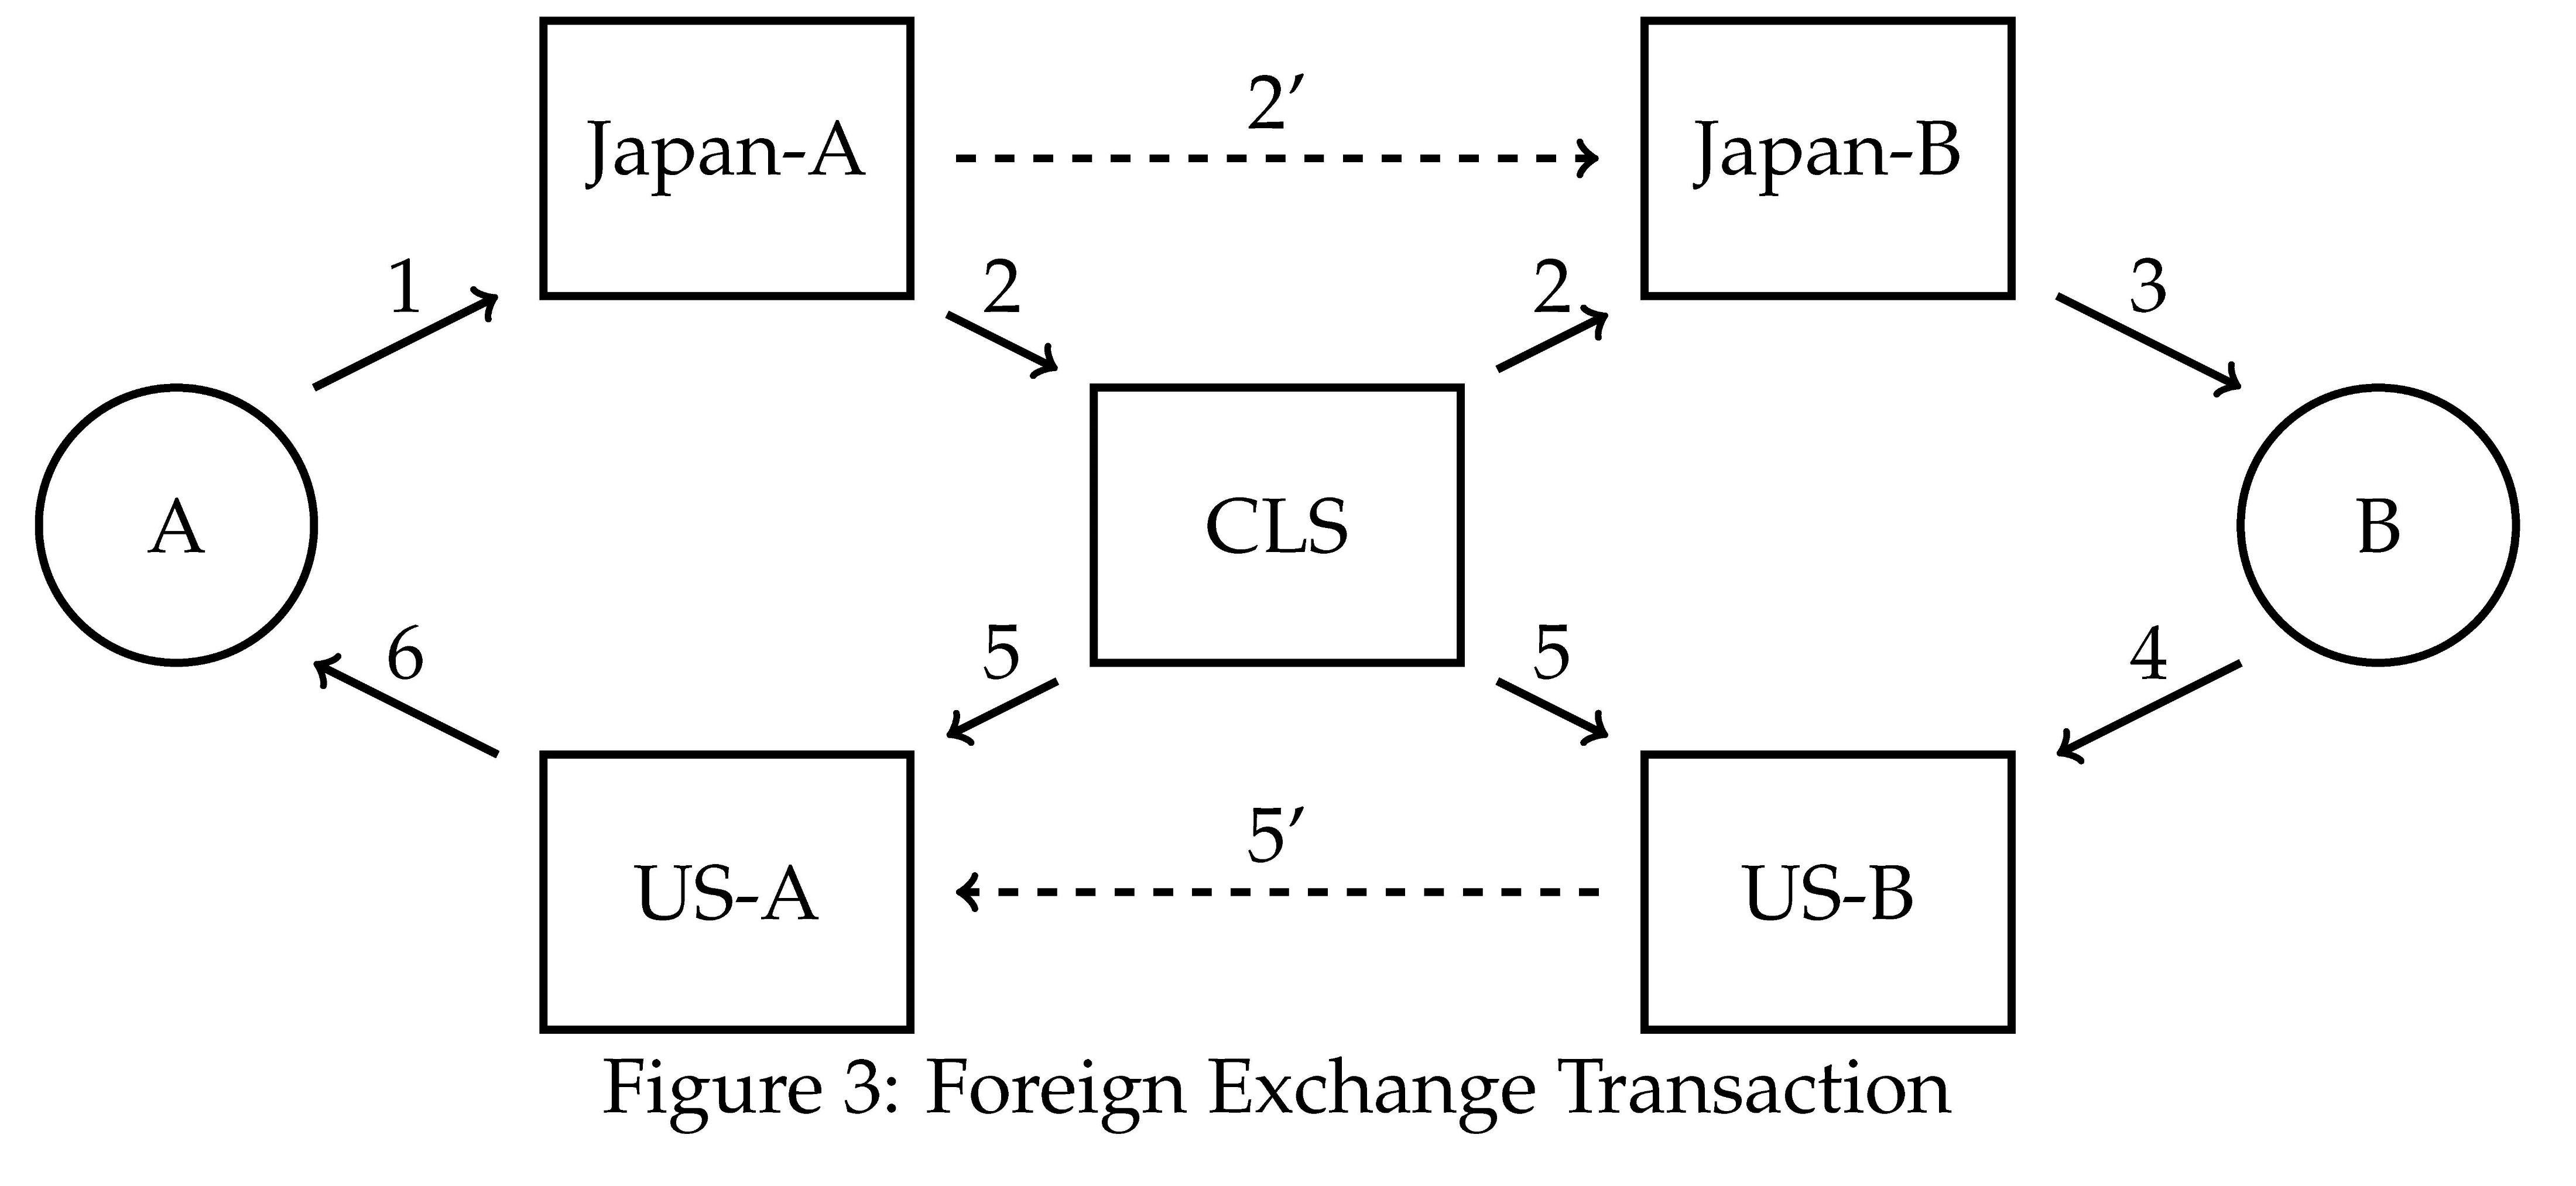 2′
Japan-A
Japan-B
1
2
2
3
A
CLS
B
6
5
5
4
5′
US-A
US-B
Figure 3: Foreign Exchange Transaction